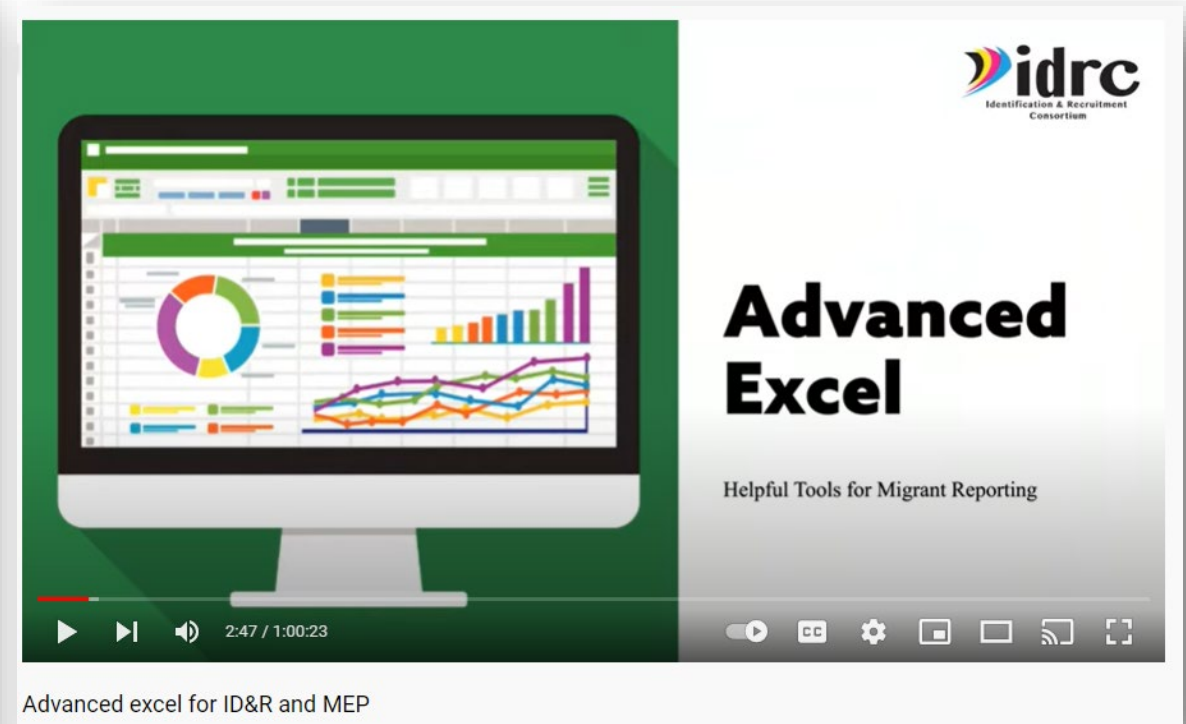 idrc
Identification & Recruitment
Consortium
Advanced
Excel
Helpful Tools for Migrant Reporting
2:47 / 1:00:23
CC
Advanced excel for ID&R and MEP